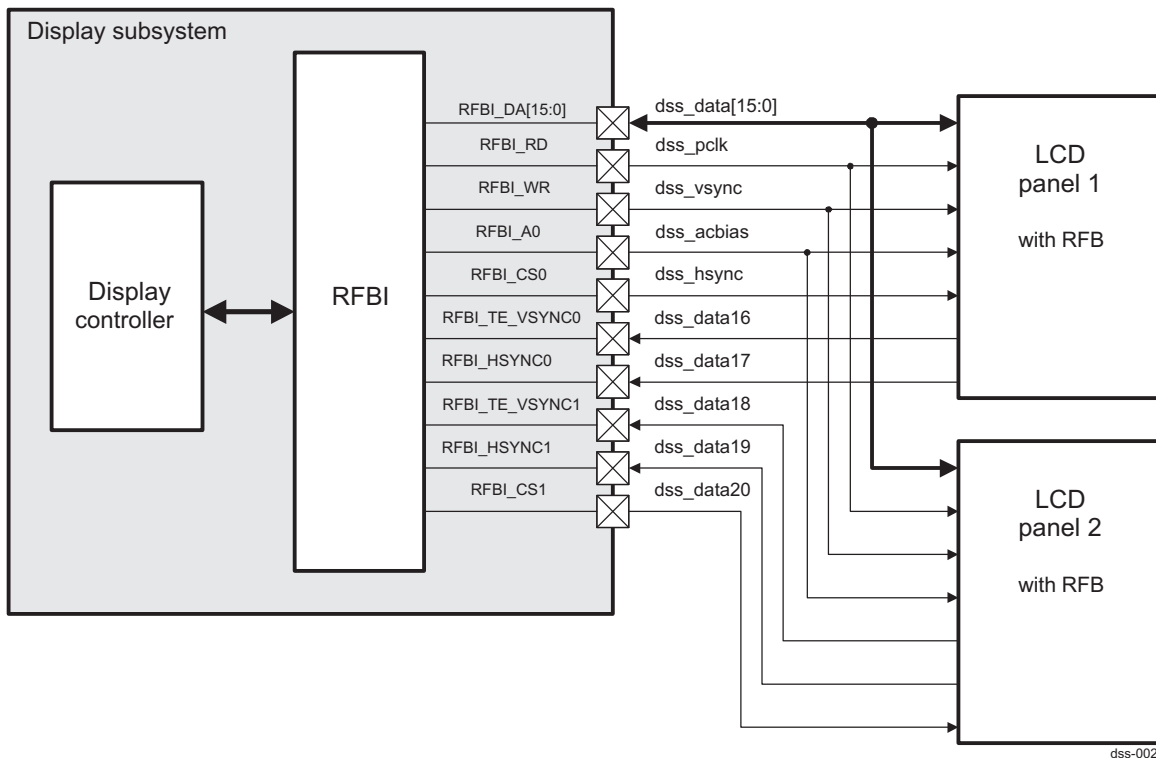 Display subsystem
Display
controller
RFBI
RFBI_DA[15:0]
RFBI_RD
RFBI_WR
RFBI_A0
RFBI_CS0
RFBI_TE_VSYNC0
RFBI_HSYNC0
RFBI_TE_VSYNC1
RFBI_HSYNC1
RFBI_CS1
dss_data[15:0]
dss_pclk
dss_vsync
dss_acbias
dss_hsync
dss_data16
dss_data17
dss_data18
dss_data19
dss_data20
LCD
panel 1
with RFB
LCD
panel 2
with RFB
dss-002